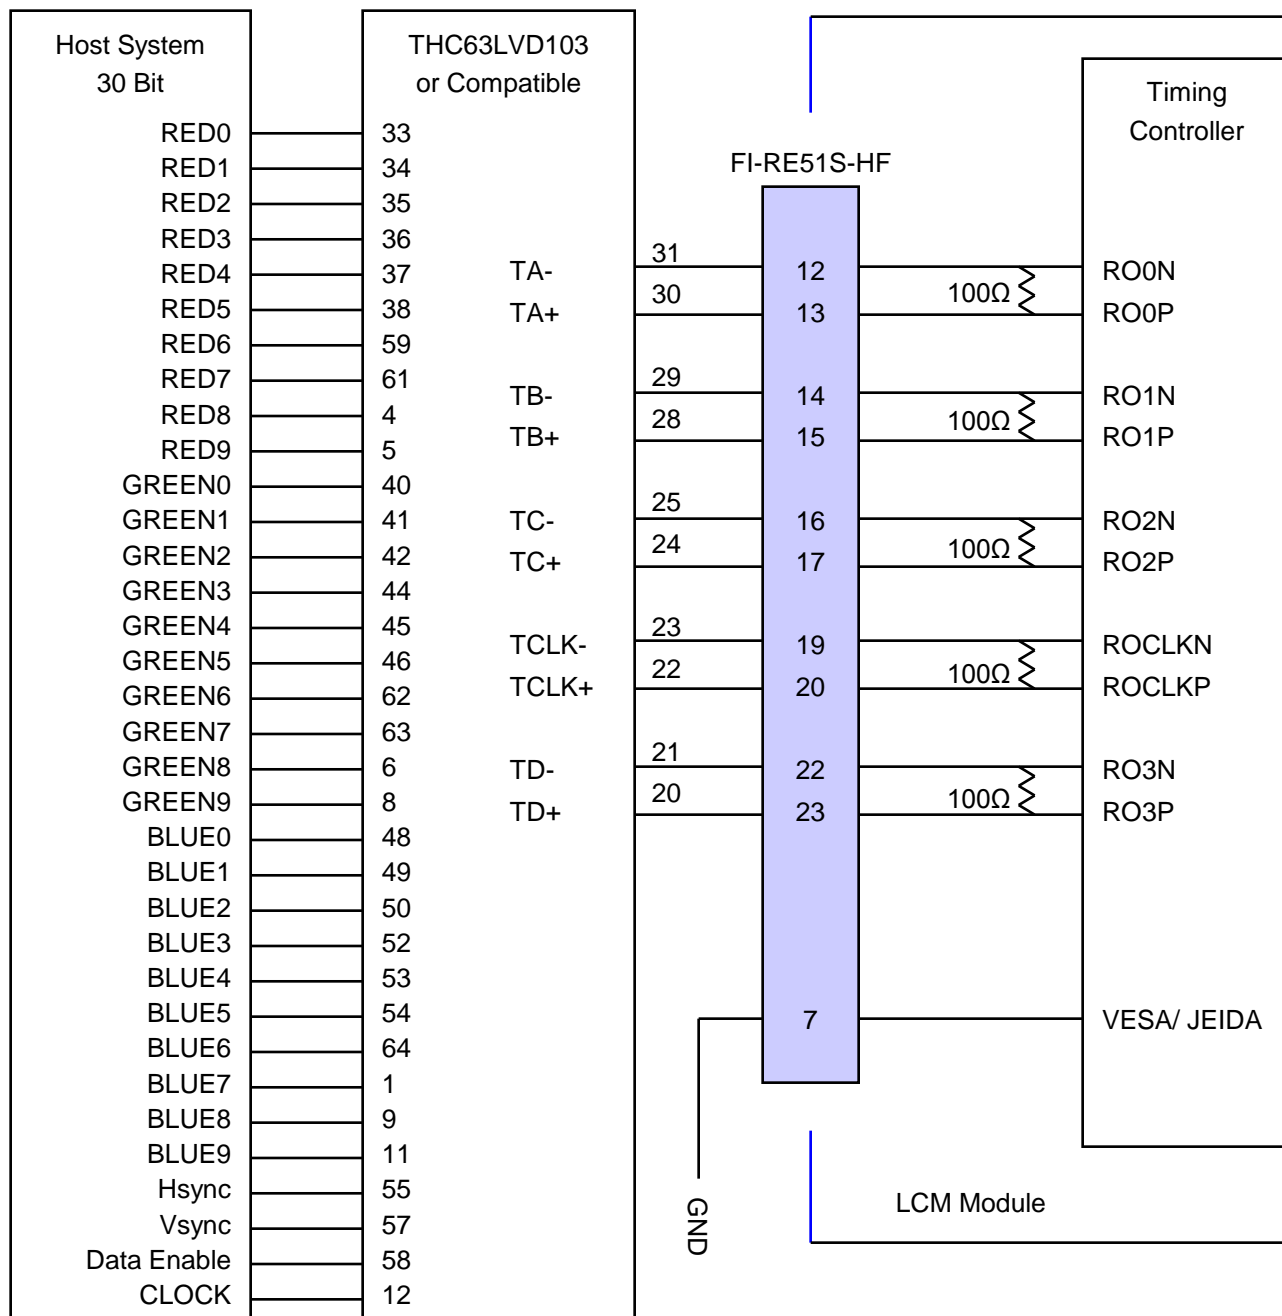 Host System
30 Bit
RED0
RED1
RED2
RED3
RED4
RED5
RED6
RED7
RED8
RED9
GREEN0
GREEN1
GREEN2
GREEN3
GREEN4
GREEN5
GREEN6
GREEN7
GREEN8
GREEN9
BLUE0
BLUE1
BLUE2
BLUE3
BLUE4
BLUE5
BLUE6
BLUE7
BLUE8
BLUE9
Hsync
Vsync
Data Enable
CLOCK
THC63LVD103
or Compatible
33
34
35
36
37
38
59
61
4
5
40
41
42
44
45
46
62
63
6
8
48
49
50
52
53
54
64
1
9
11
55
57
58
12
TA-
TA+
TB-
TB+
TC-
TC+
TCLK-
TCLK+
TD-
TD+
31
30
29
28
25
24
23
22
21
20
FI-RE51S-HF
12
13
14
15
16
17
19
20
22
23
7
GND
100Ω
100Ω
100Ω
100Ω
100Ω
Timing
Controller
RO0N
RO0P
RO1N
RO1P
RO2N
RO2P
ROCLKN
ROCLKP
RO3N
RO3P
VESA/ JEIDA
LCM Module